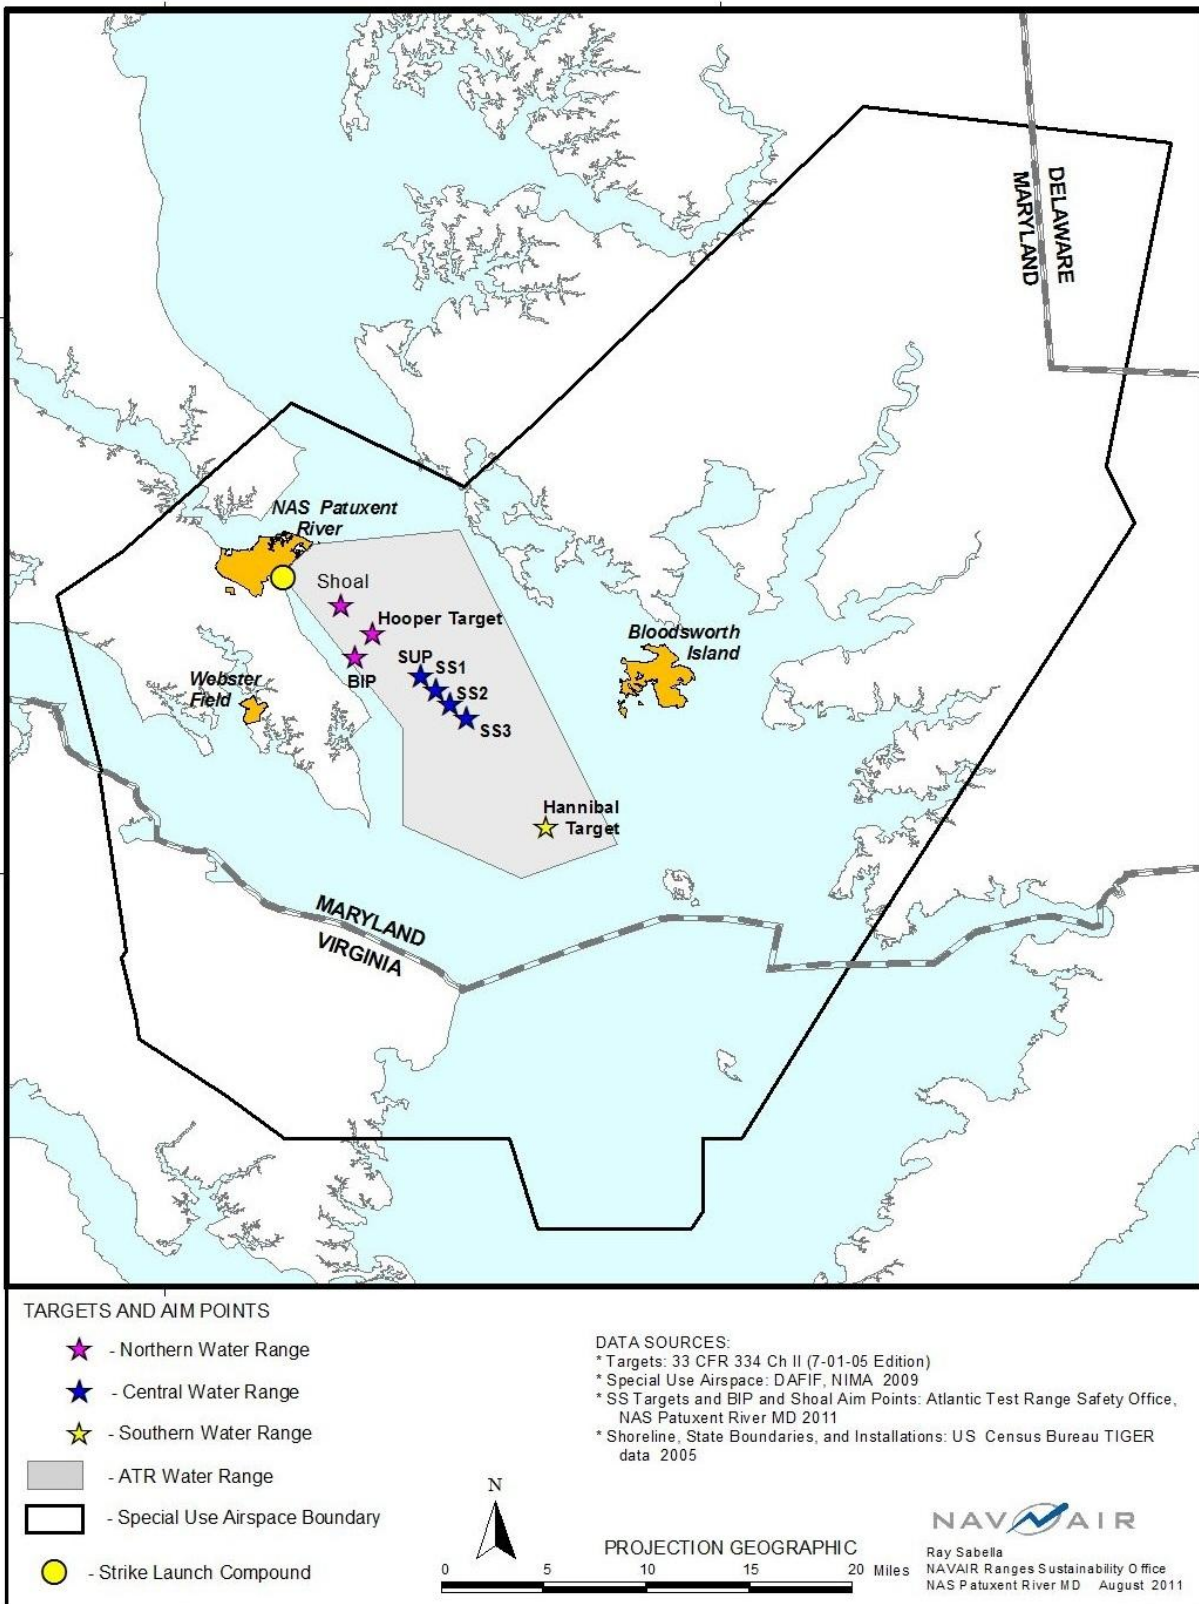 DELAWARE
MARYLAND
NAS Patuxent
River
Shoal
Hooper Target
BIP
SUP
SS1
SS2
SS3
Bloodsworth
Island
Webster
Field
Hannibal
Target
MARYLAND
VIRGINIA
TARGETS AND AIM POINTS
- Northern Water Range
- Central Water Range
- Southern Water Range
- ATR Water Range
- Special Use Airspace Boundary
- Strike Launch Compound
DATA SOURCES:
* Targets: 33 CFR 334 Ch II (7-01-05 Edition)
* Special Use Airspace: DAFIF, NIMA 2009
* SS Targets and BIP and Shoal Aim Points: Atlantic Test Range Safety Office,
NAS Patuxent River MD 2011
* Shoreline, State Boundaries, and Installations: US Census Bureau TIGER
data 2005
N
PROJECTION GEOGRAPHIC
0 5 10 15 20 Miles
NAVAIR
Ray Sabella
NAVAIR Ranges Sustainability Office
NAS Patuxent River MD August 2011